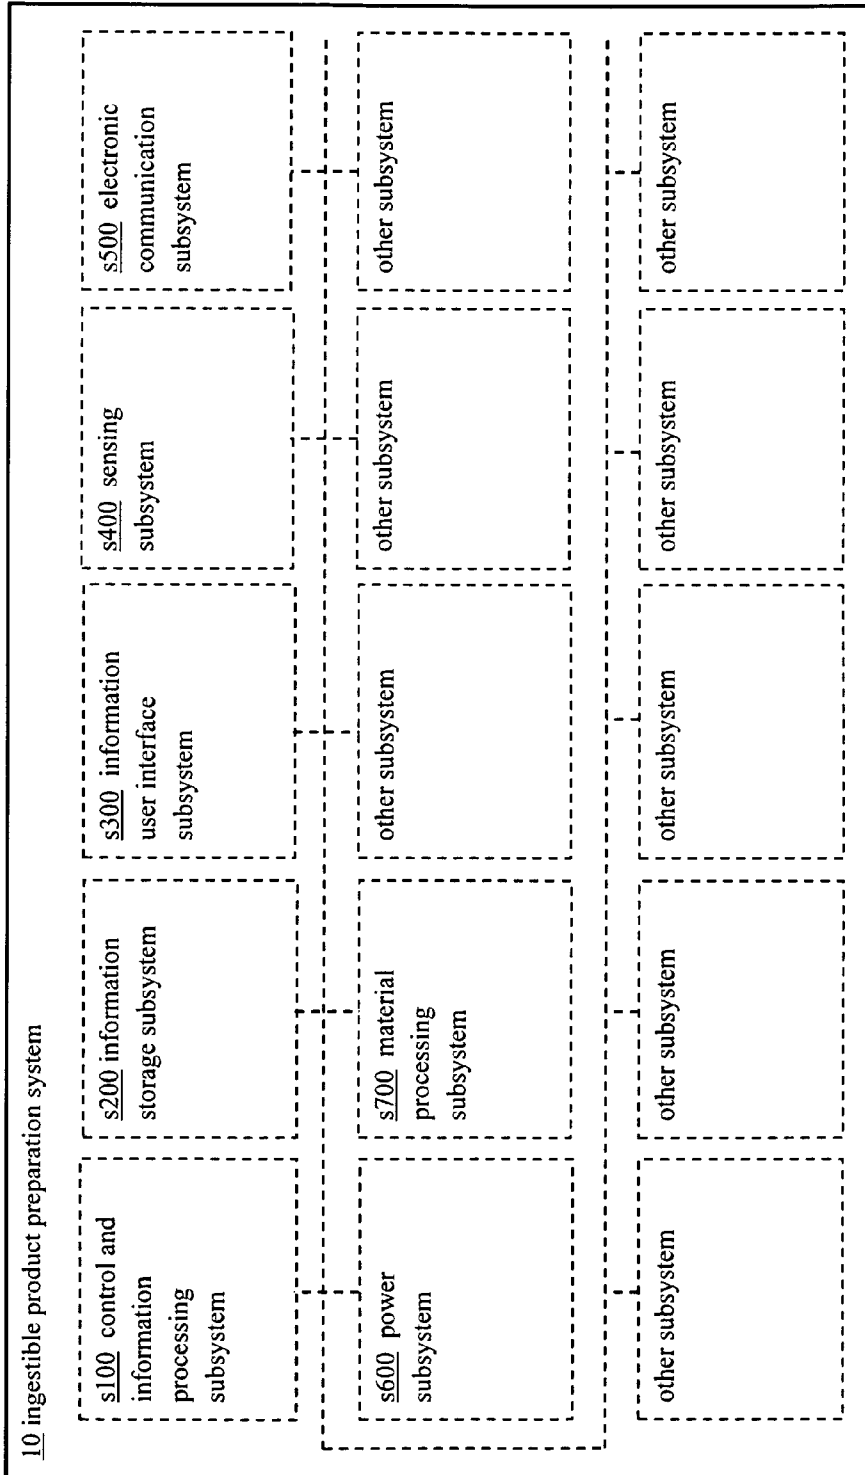 10 ingestible product preparation system
s100 control and
information
processing
subsystem
s200 information
storage subsystem
s300 information
user interface
subsystem
s400 sensing
subsystem
s500 electronic
communication
subsystem
s600 power
subsystem
s700 material
processing
subsystem
other subsystem
other subsystem
other subsystem
other subsystem
other subsystem
other subsystem
other subsystem
other subsystem